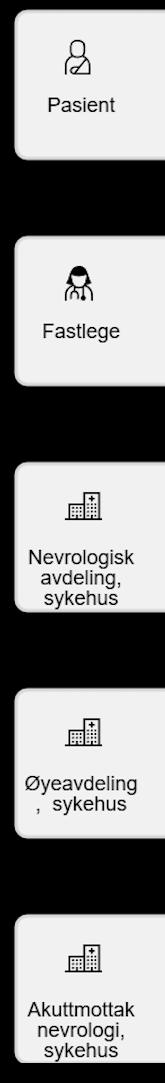 Pasient
Fastlege
Nevrologisk
avdeling,
sykehus
Øyeavdeling
, sykehus
Akuttmottak
nevrologi,
sykehus